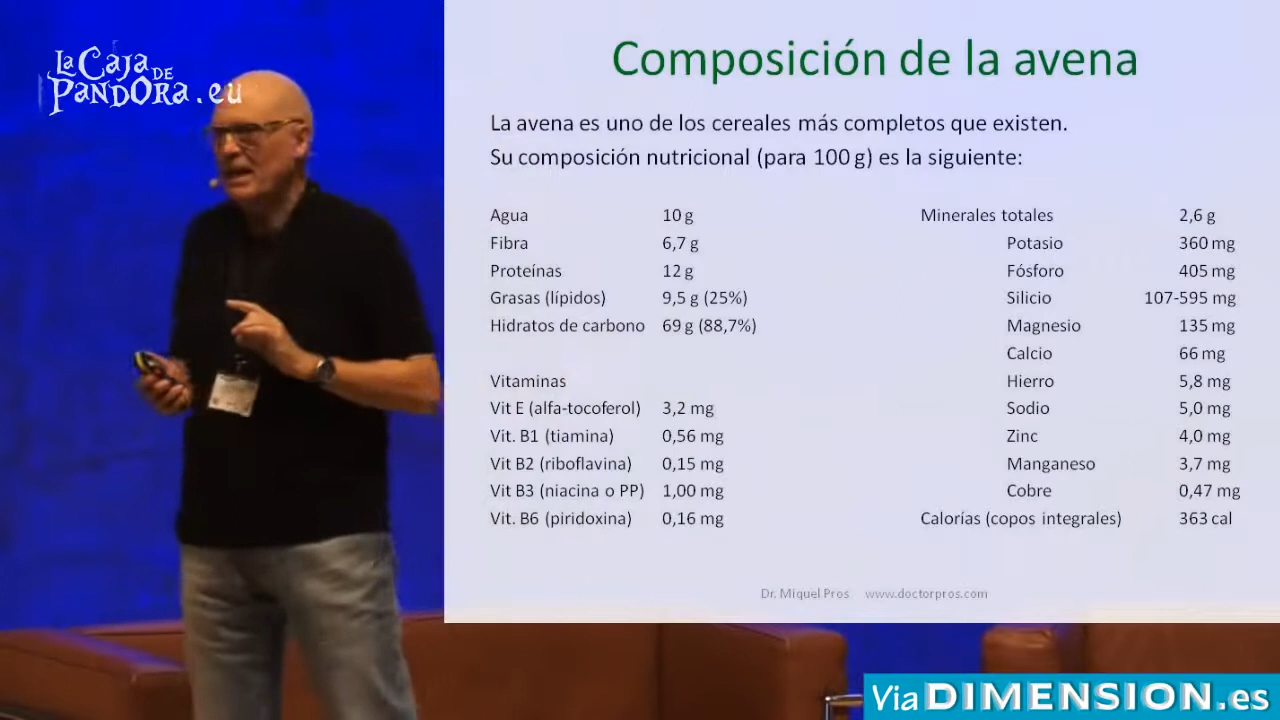 La Caja
de
Pandora.eu
Composición de la avena
La avena es uno de los cereales más completos que existen.
Su composición nutricional (para 100 g) es la siguiente:
Agua 10 g
Fibra 6,7 g
Proteínas 12 g
Grasas (lípidos) 9,5 g (25%)
Hidratos de carbono 69 g (88,7%)
Vitaminas
Vit E (alfa-tocoferol) 3,2 mg
Vit. B1 (tiamina) 0,56 mg
Vit B2 (riboflavina) 0,15 mg
Vit B3 (niacina o PP) 1,00 mg
Vit. B6 (piridoxina) 0,16 mg
Minerales totales 2,6 g
Potasio 360 mg
Fósforo 405 mg
Silicio 107-595 mg
Magnesio 135 mg
Calcio 66 mg
Hierro 5,8 mg
Sodio 5,0 mg
Zinc 4,0 mg
Manganeso 3,7 mg
Cobre 0,47 mg
Calorías (copos integrales) 363 cal
Dr. Miquel Pros www.doctorpros.com
Via DIMENSION.es